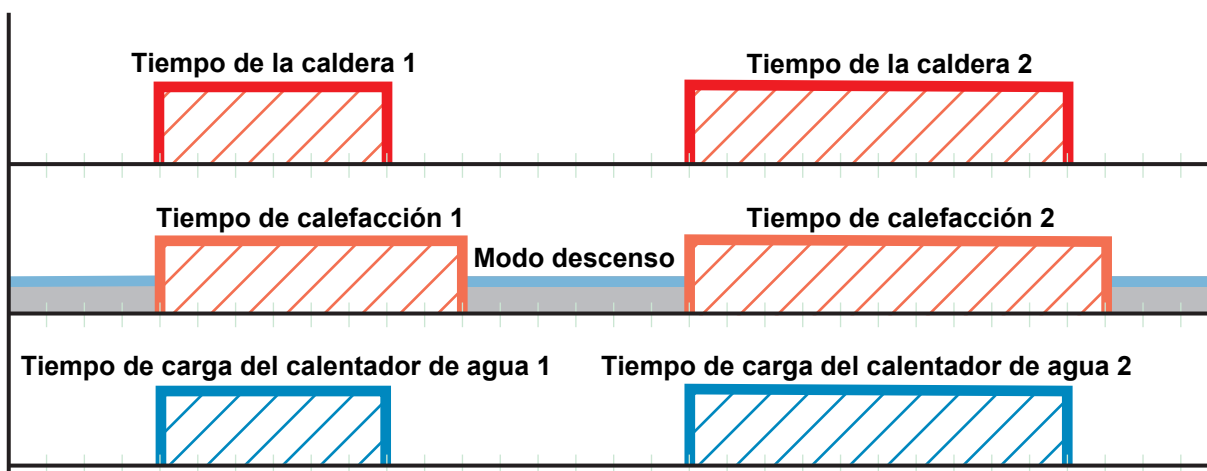 Tiempo de la caldera 1
Tiempo de la caldera 2
Tiempo de calefacción 1
Tiempo de calefacción 2
Modo descenso
Tiempo de carga del calentador de agua 1
Tiempo de carga del calentador de agua 2